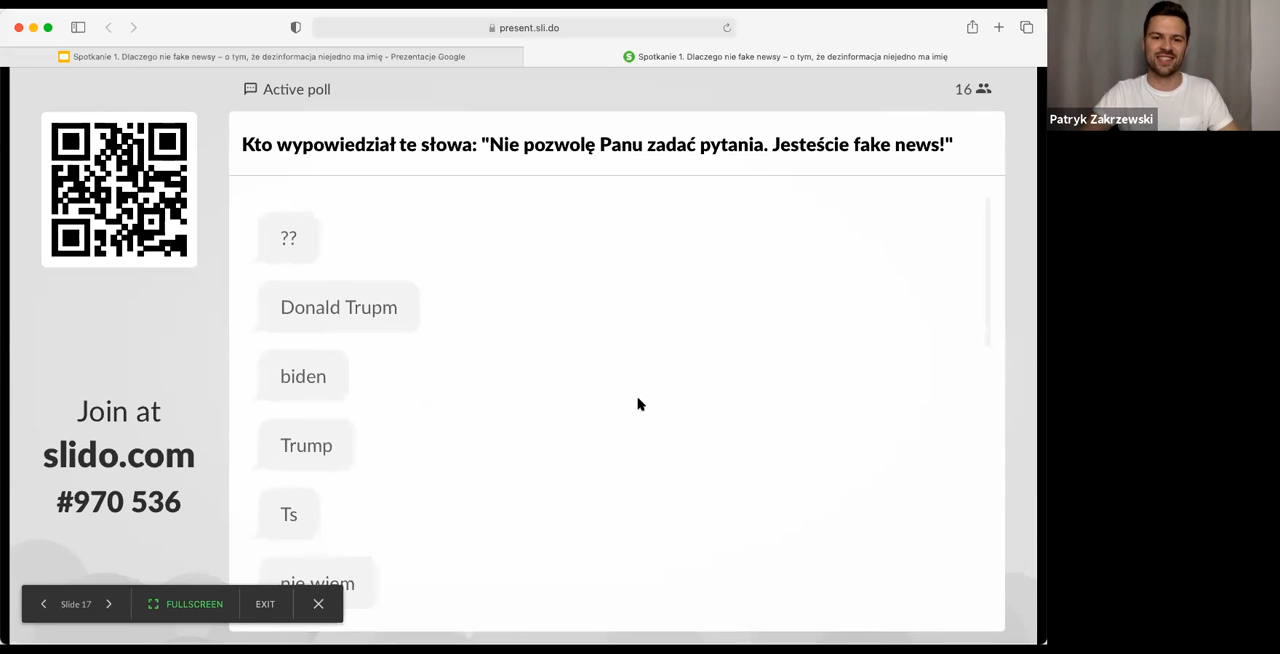 present.sli.do
Spotkanie 1. Dlaczego nie fake newsy – o tym, że dezinformacja niejedno ma imię - Prezentacje Google
Spotkanie 1. Dlaczego nie fake newsy – o tym, że dezinformacja niejedno ma imię
Active poll
16
Patryk Zakrzewski
Kto wypowiedział te słowa: "Nie pozwolę Panu zadać pytania. Jesteście fake news!"
??
Donald Trupm
biden
Trump
Ts
nie wiem
Join at
slido.com
#970 536
Slide 17
FULLSCREEN
EXIT